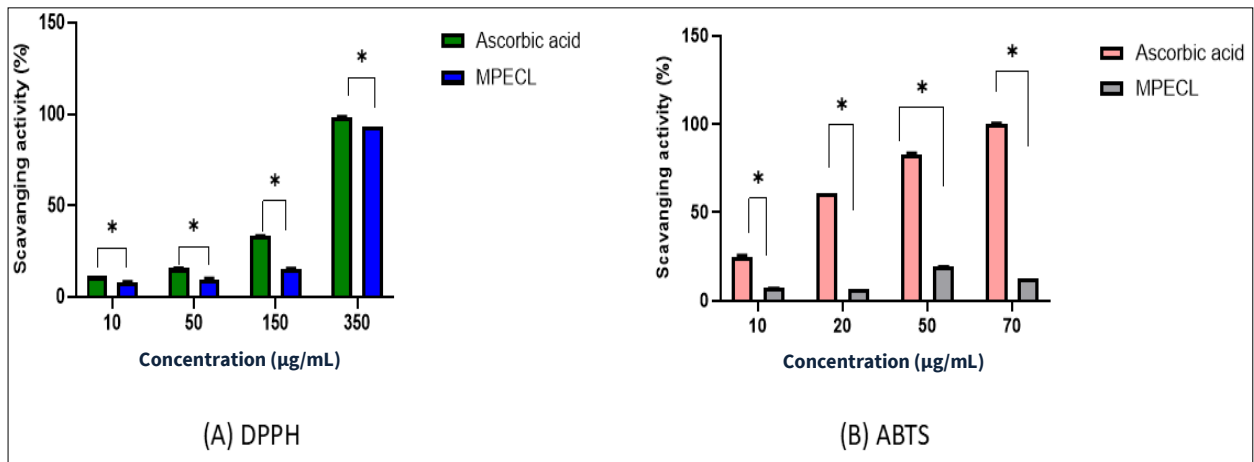 Scavanging activity (%)
150
100
50
0
*
*
*
*
10
50
150
350
Concentration (µg/mL)
Ascorbic acid
MPECL
(A) DPPH
Scavanging activity (%)
150
100
50
0
*
*
*
*
10
20
50
70
Concentration (µg/mL)
Ascorbic acid
MPECL
(B) ABTS